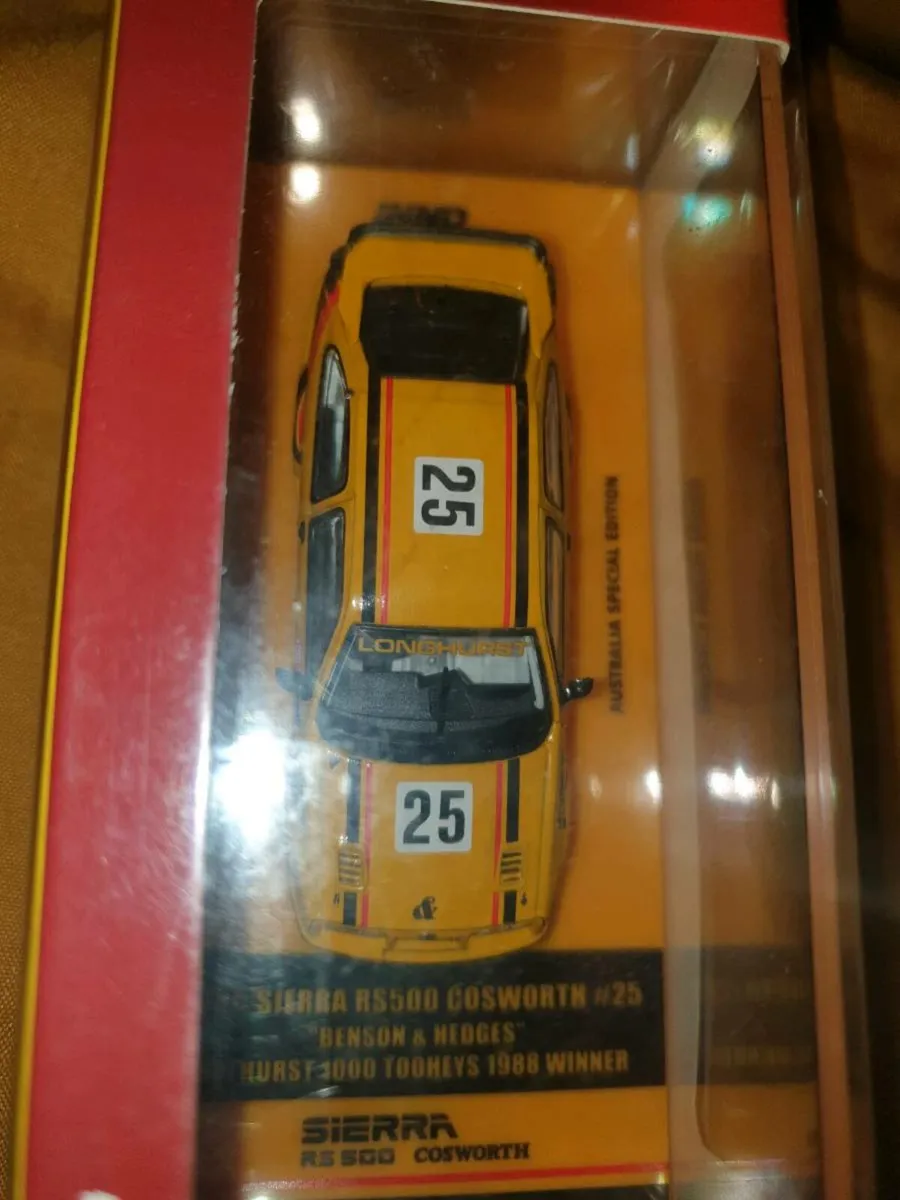 25
LONGHURST
25
&
AUSTRALIA SPECIAL EDITION
SIERRA RS500 COSWORTH #25
"BENSON & HEDGES"
HURST 1000 TOOHEYS 1988 WINNER
SIERRA
RS 500 COSWORTH